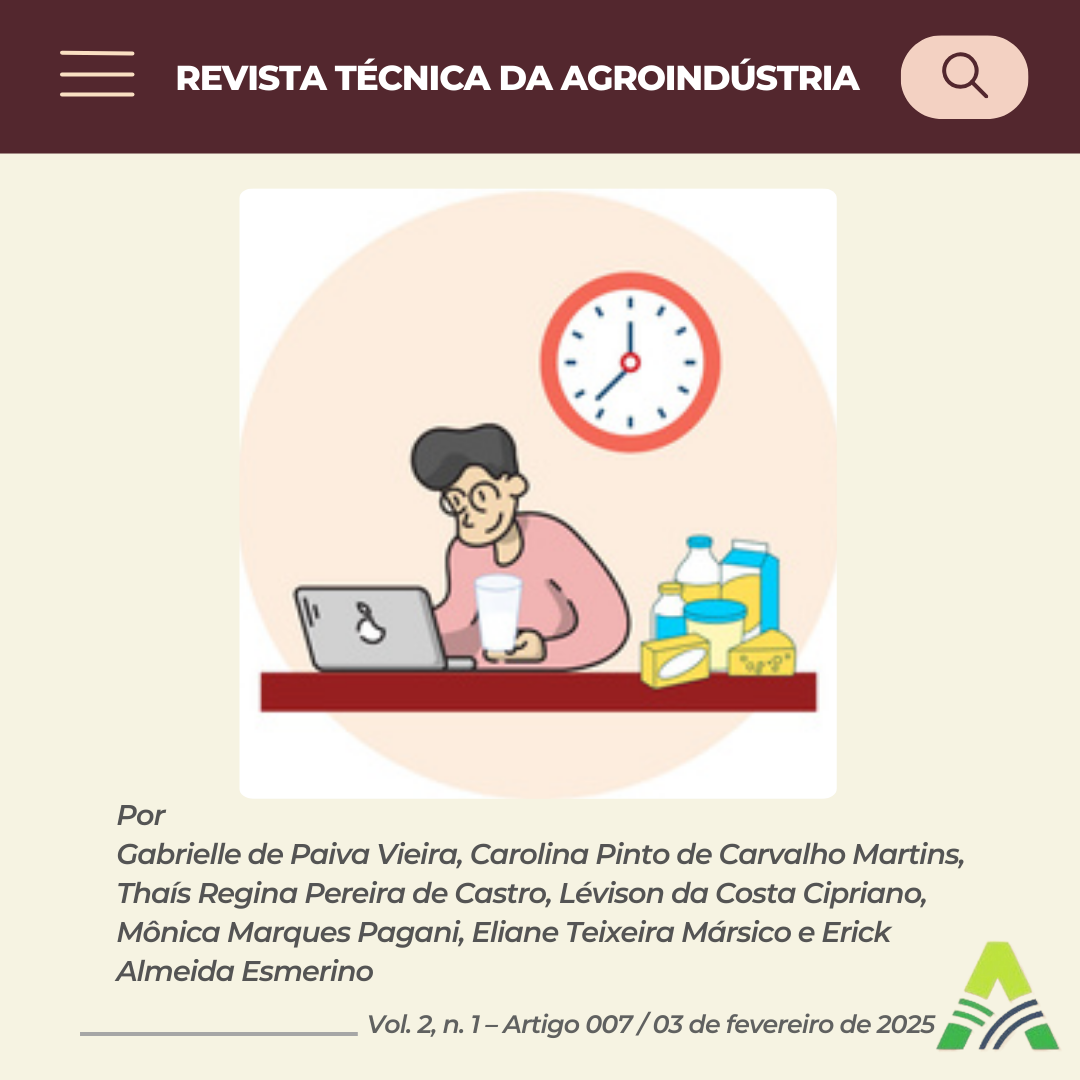 REVISTA TÉCNICA DA AGROINDÚSTRIA
Por
Gabrielle de Paiva Vieira, Carolina Pinto de Carvalho Martins,
Thaís Regina Pereira de Castro, Lévison da Costa Cipriano,
Mônica Marques Pagani, Eliane Teixeira Mársico e Erick
Almeida Esmerino
Vol. 2, n. 1 – Artigo 007 / 03 de fevereiro de 2025